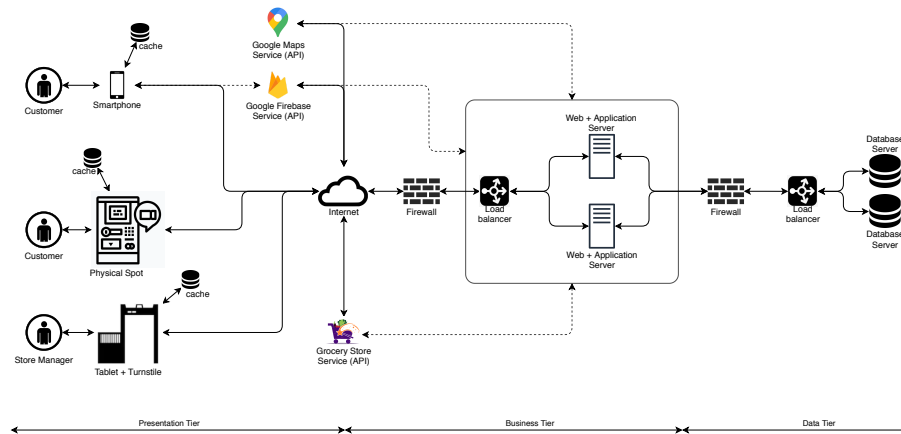 Google Maps
Service (API)
cache
Customer
Smartphone
Google Firebase
Service (API)
Web + Application
Server
Database
Server
cache
Customer
Physical Spot
Internet
Firewall
Load
balancer
Firewall
Load
balancer
Web + Application
Server
Database
Server
cache
Store Manager
Tablet + Turnstile
Grocery Store
Service (API)
Presentation Tier
Business Tier
Data Tier